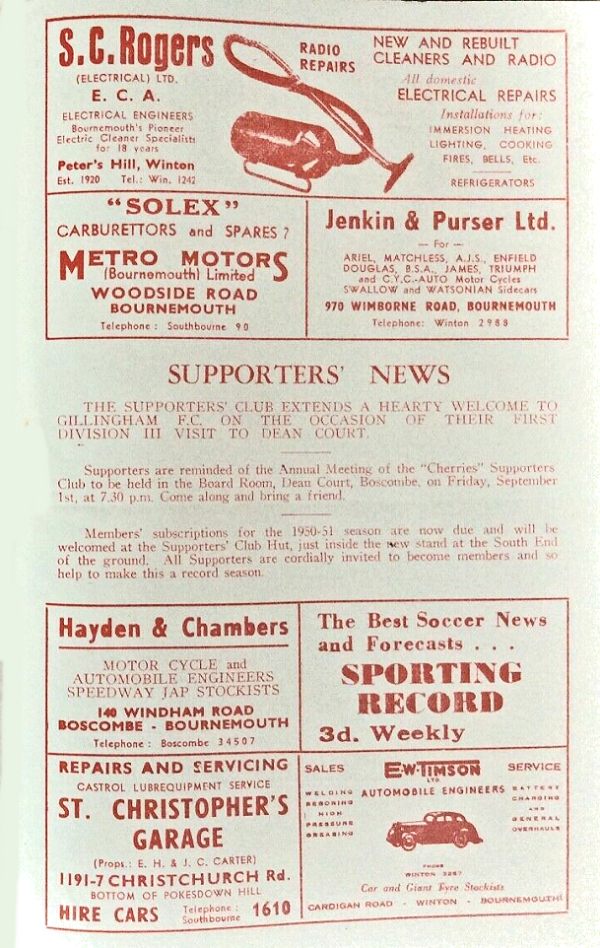 S.C. Rogers
(ELECTRICAL) LTD.
E. C. A.
ELECTRICAL ENGINEERS
Bournemouth's Pioneer
Electric Cleaner Specialists
for 18 years
Peter's Hill, Winton
Est. 1920 Tel.: Win. 1242
RADIO
REPAIRS
NEW AND REBUILT
CLEANERS AND RADIO
All domestic
ELECTRICAL REPAIRS
Installations for:
IMMERSION HEATING
LIGHTING, COOKING
FIRES, BELLS, Etc.
REFRIGERATORS
"SOLEX"
CARBURETTORS and SPARES ?
METRO MOTORS
(Bournemouth) Limited
WOODSIDE ROAD
BOURNEMOUTH
Telephone : Southbourne 90
Jenkin & Purser Ltd.
— For —
ARIEL, MATCHLESS, A.J.S., ENFIELD
DOUGLAS, B.S.A., JAMES, TRIUMPH
and C.Y.C.-AUTO Motor Cycles
SWALLOW and WATSONIAN Sidecars
970 WIMBORNE ROAD, BOURNEMOUTH
Telephone: Winton 2988
SUPPORTERS' NEWS
THE SUPPORTERS' CLUB EXTENDS A HEARTY WELCOME TO
GILLINGHAM F.C. ON THE OCCASION OF THEIR FIRST
DIVISION III VISIT TO DEAN COURT.
Supporters are reminded of the Annual Meeting of the "Cherries" Supporters
Club to be held in the Board Room, Dean Court, Boscombe, on Friday, September
1st, at 7.30 p.m. Come along and bring a friend.
Members' subscriptions for the 1950-51 season are now due and will be
welcomed at the Supporters' Club Hut, just inside the new stand at the South End
of the ground. All Supporters are cordially invited to become members and so
help to make this a record season.
Hayden & Chambers
MOTOR CYCLE and
AUTOMOBILE ENGINEERS
SPEEDWAY JAP STOCKISTS
140 WINDHAM ROAD
BOSCOMBE - BOURNEMOUTH
Telephone : Boscombe 34507
The Best Soccer News
and Forecasts . . .
SPORTING
RECORD
3d. Weekly
REPAIRS AND SERVICING
CASTROL LUBREQUIPMENT SERVICE
ST. CHRISTOPHER'S
GARAGE
(Props.: E. H. & J. C. CARTER)
1191-7 CHRISTCHURCH Rd.
BOTTOM OF POKESDOWN HILL
HIRE CARS Telephone : Southbourne 1610
SALES E.W. TIMSON SERVICE
LTD
AUTOMOBILE ENGINEERS
WELDING
REBORING
HIGH
PRESSURE
GREASING
BATTERY
CHARGING
AND
GENERAL
OVERHAULS
PHONE
WINTON 3257
Car and Giant Tyre Stockists
CARDIGAN ROAD - WINTON - BOURNEMOUTH